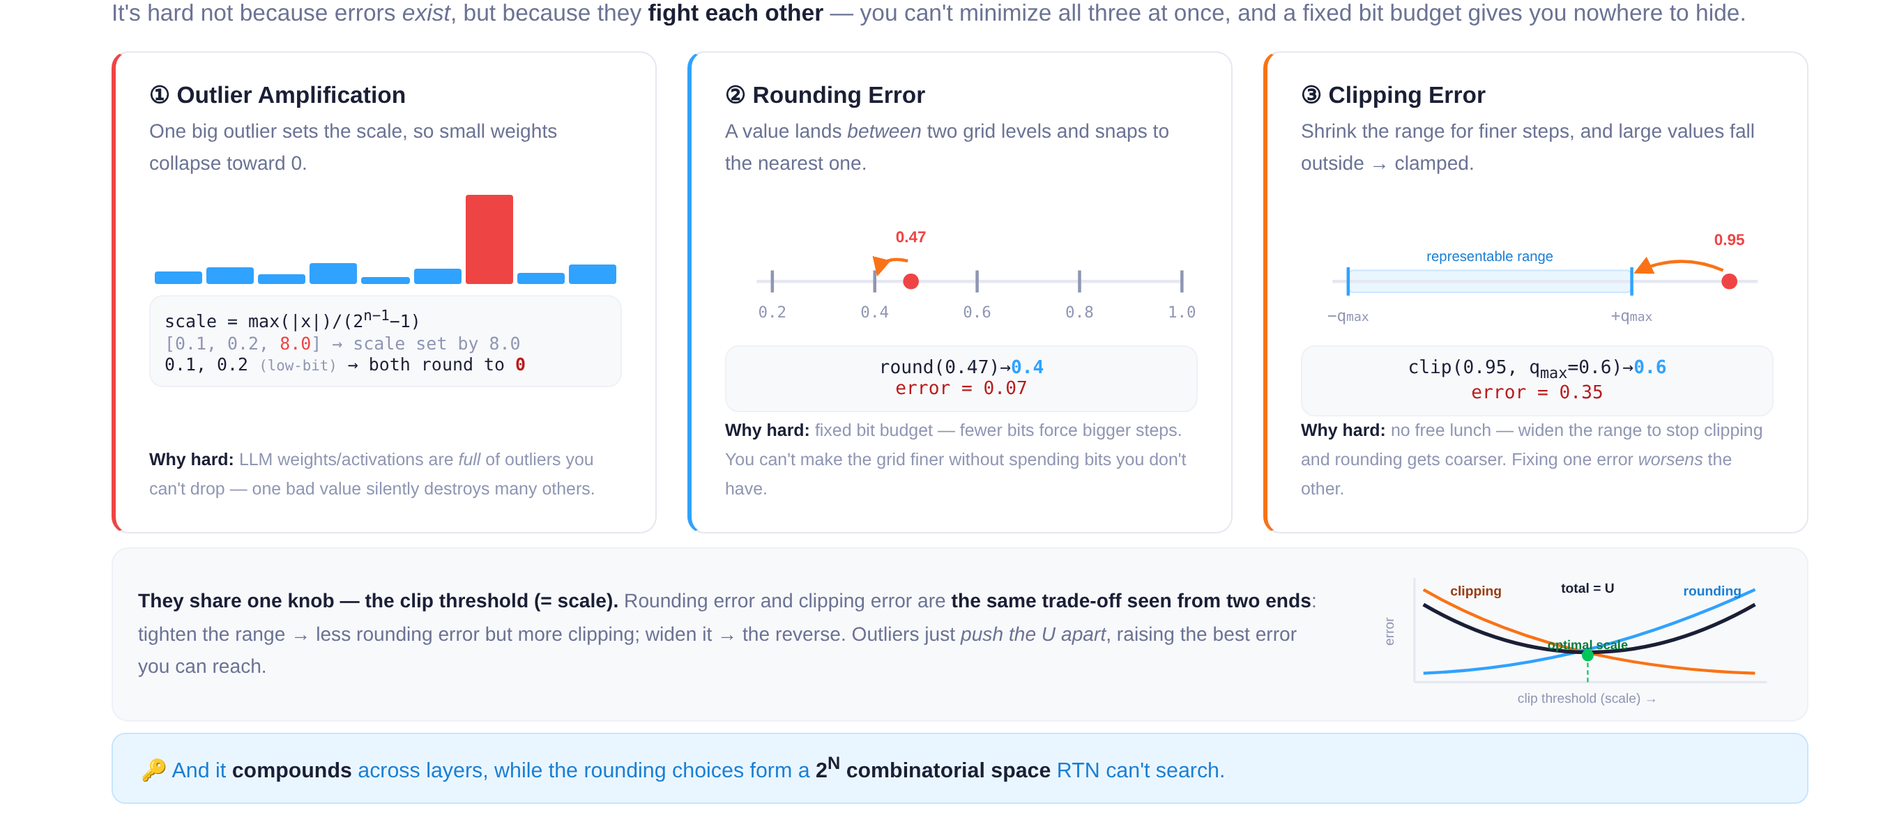 It's hard not because errors exist, but because they fight each other — you can't minimize all three at once, and a fixed bit budget gives you nowhere to hide.
① Outlier Amplification
One big outlier sets the scale, so small weights
collapse toward 0.
scale = max(|x|)/(2ⁿ⁻¹−1)
[0.1, 0.2, 8.0] → scale set by 8.0
0.1, 0.2 (low-bit) → both round to 0
Why hard: LLM weights/activations are full of outliers you
can't drop — one bad value silently destroys many others.
② Rounding Error
A value lands between two grid levels and snaps to
the nearest one.
0.47
0.2 0.4 0.6 0.8 1.0
round(0.47)→0.4
error = 0.07
Why hard: fixed bit budget — fewer bits force bigger steps.
You can't make the grid finer without spending bits you don't
have.
③ Clipping Error
Shrink the range for finer steps, and large values fall
outside → clamped.
0.95
representable range
−qmax +qmax
clip(0.95, qmax=0.6)→0.6
error = 0.35
Why hard: no free lunch — widen the range to stop clipping
and rounding gets coarser. Fixing one error worsens the
other.
They share one knob — the clip threshold (= scale). Rounding error and clipping error are the same trade-off seen from two ends:
tighten the range → less rounding error but more clipping; widen it → the reverse. Outliers just push the U apart, raising the best error
you can reach.
clipping total = U rounding
optimal scale
error
clip threshold (scale) →
🔑 And it compounds across layers, while the rounding choices form a 2ᴺ combinatorial space RTN can't search.